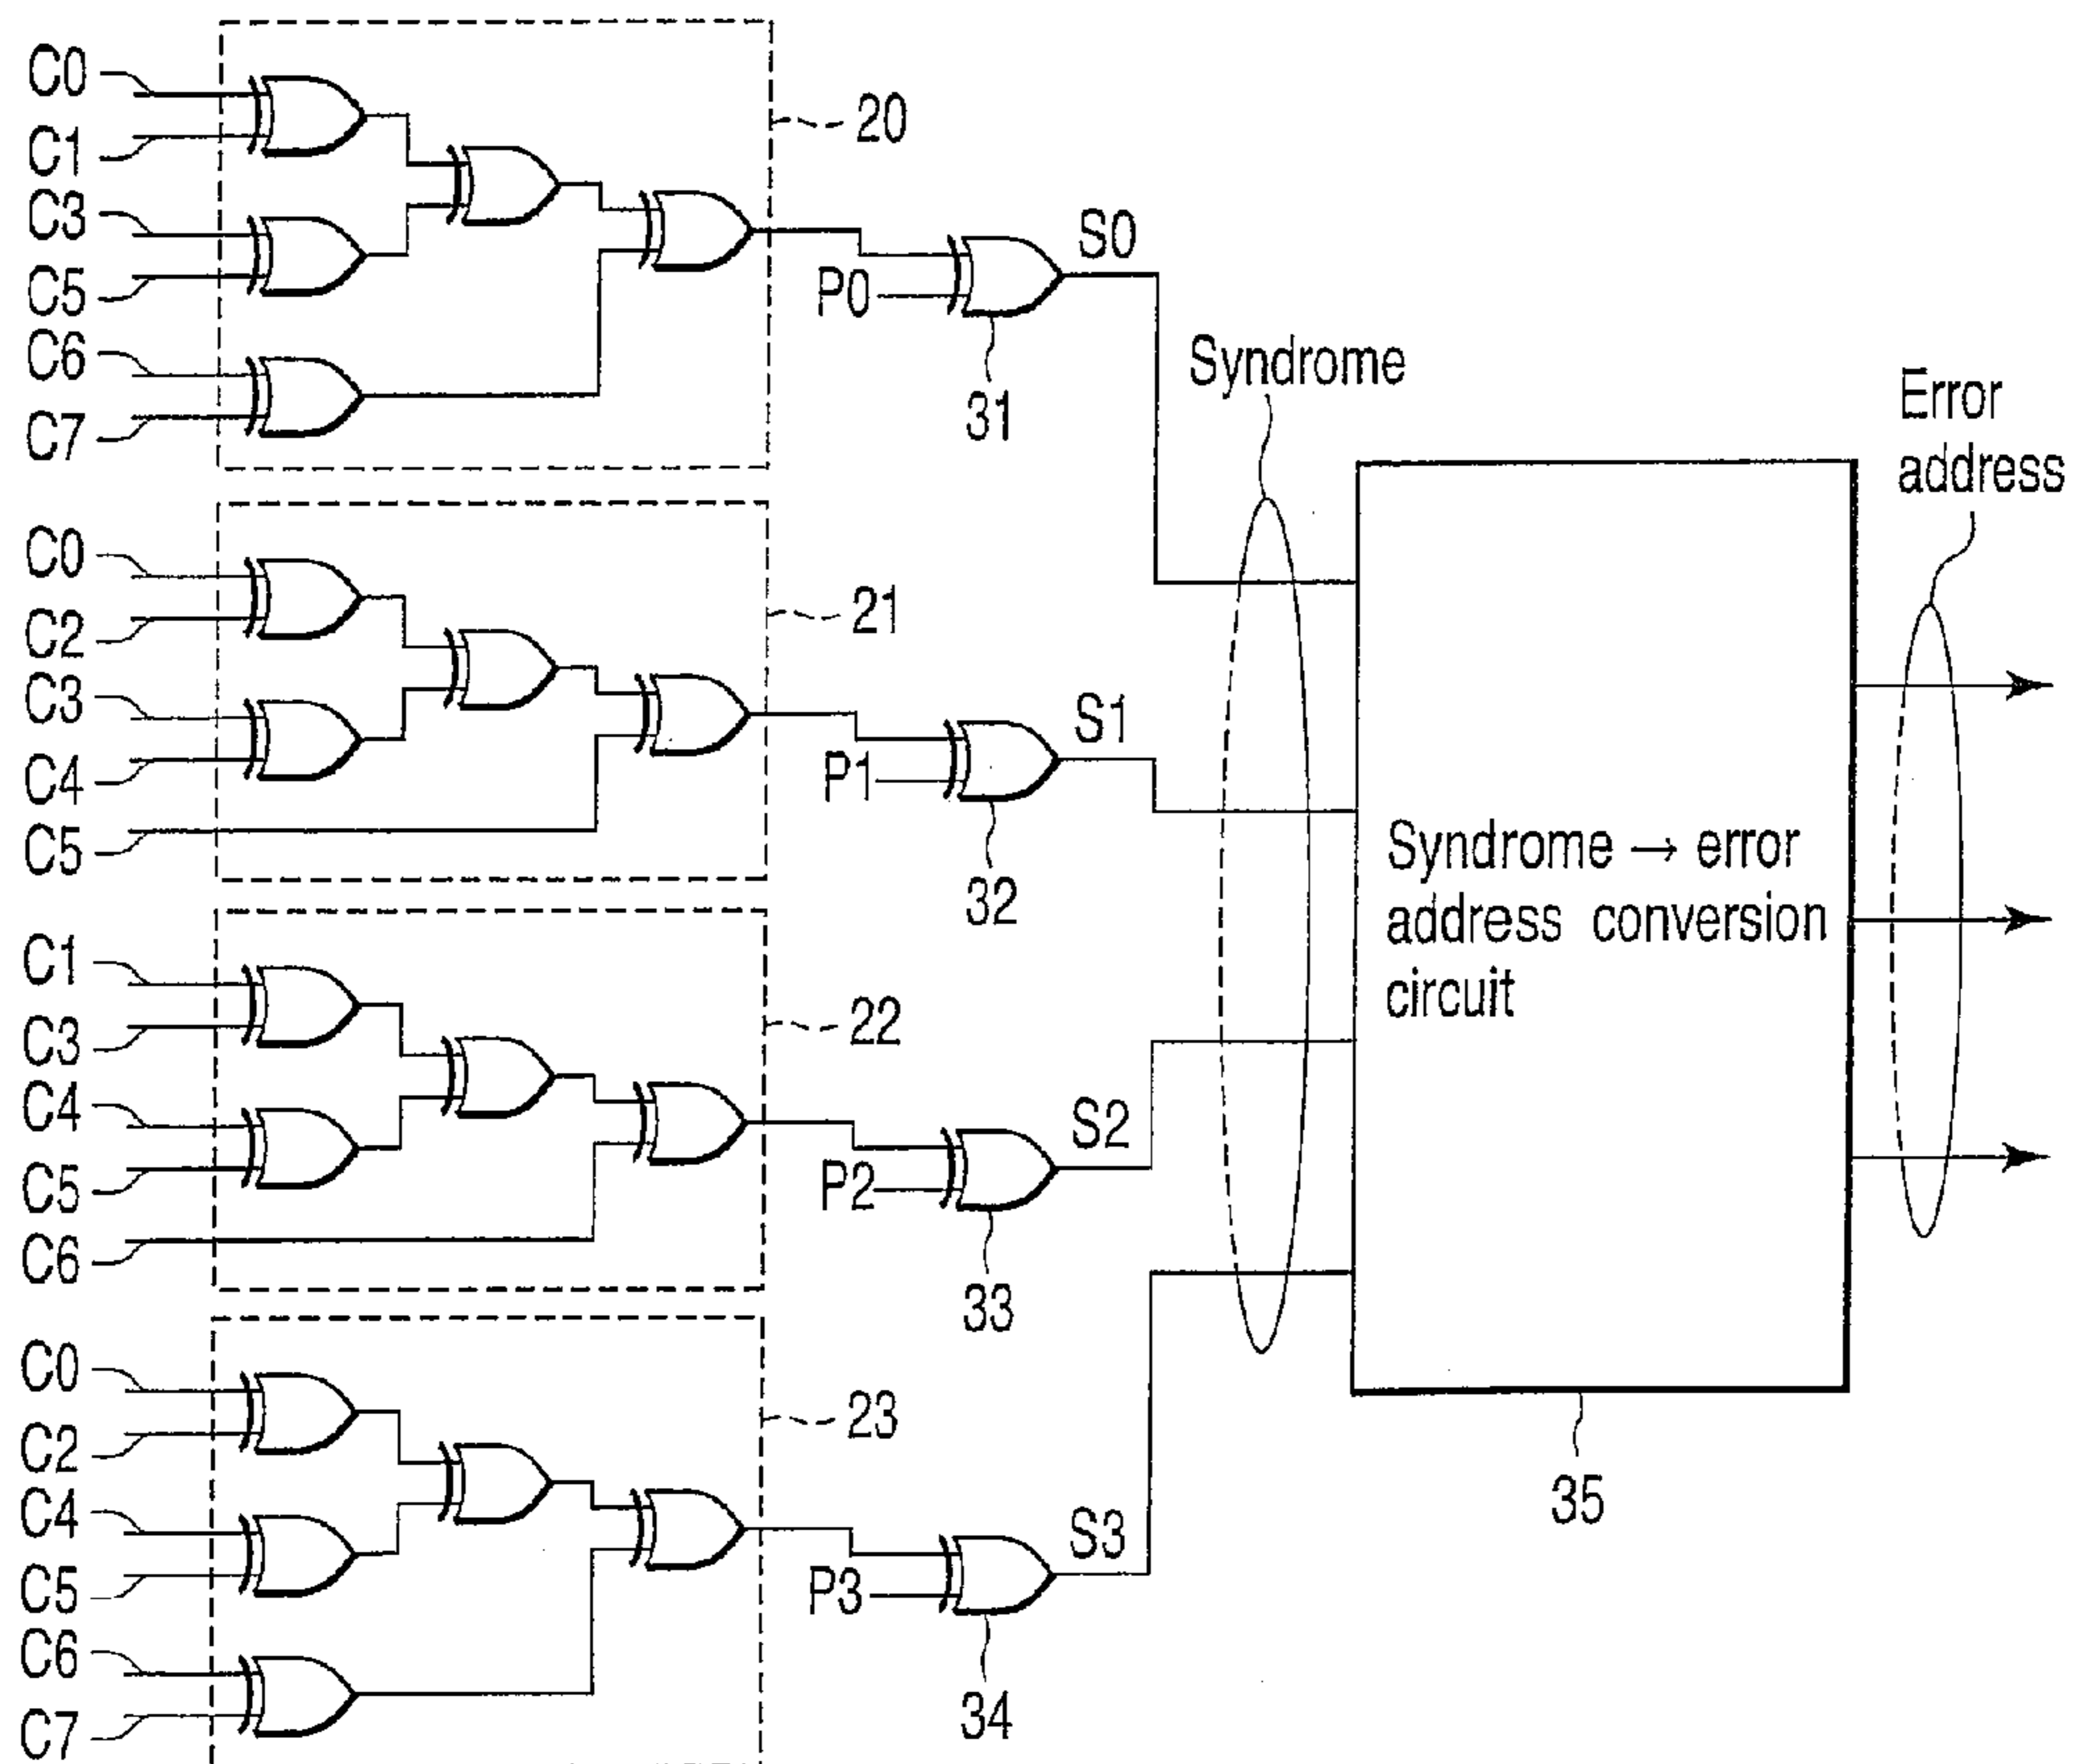 C0
C1
C3
C5
C6
C7
20
P0
S0
31
Syndrome
Error
address
C0
C2
C3
C4
C5
21
P1
S1
32
Syndrome → error
address conversion
circuit
C1
C3
C4
C5
C6
22
P2
S2
33
C0
C2
C4
C5
C6
C7
23
P3
S3
34
35